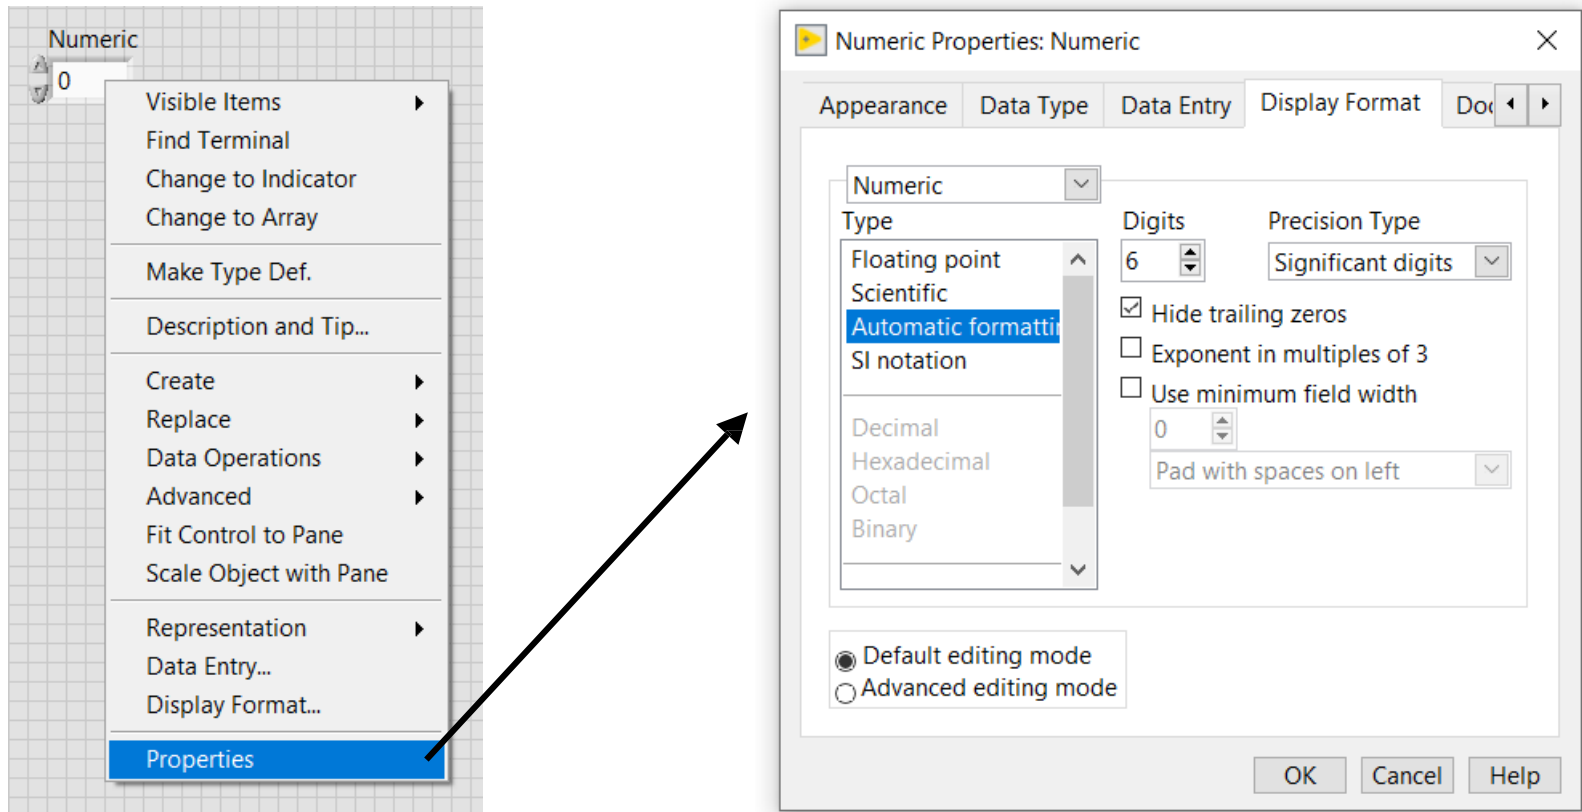 Numeric
0
Visible Items
Find Terminal
Change to Indicator
Change to Array
Make Type Def.
Description and Tip...
Create
Replace
Data Operations
Advanced
Fit Control to Pane
Scale Object with Pane
Representation
Data Entry...
Display Format...
Properties
Numeric Properties: Numeric
Appearance Data Type Data Entry Display Format Doc
Numeric
Type Digits Precision Type
Floating point
Scientific
Automatic formattin
SI notation
Decimal
Hexadecimal
Octal
Binary
6 Significant digits
Hide trailing zeros
Exponent in multiples of 3
Use minimum field width
0
Pad with spaces on left
Default editing mode
Advanced editing mode
OK Cancel Help